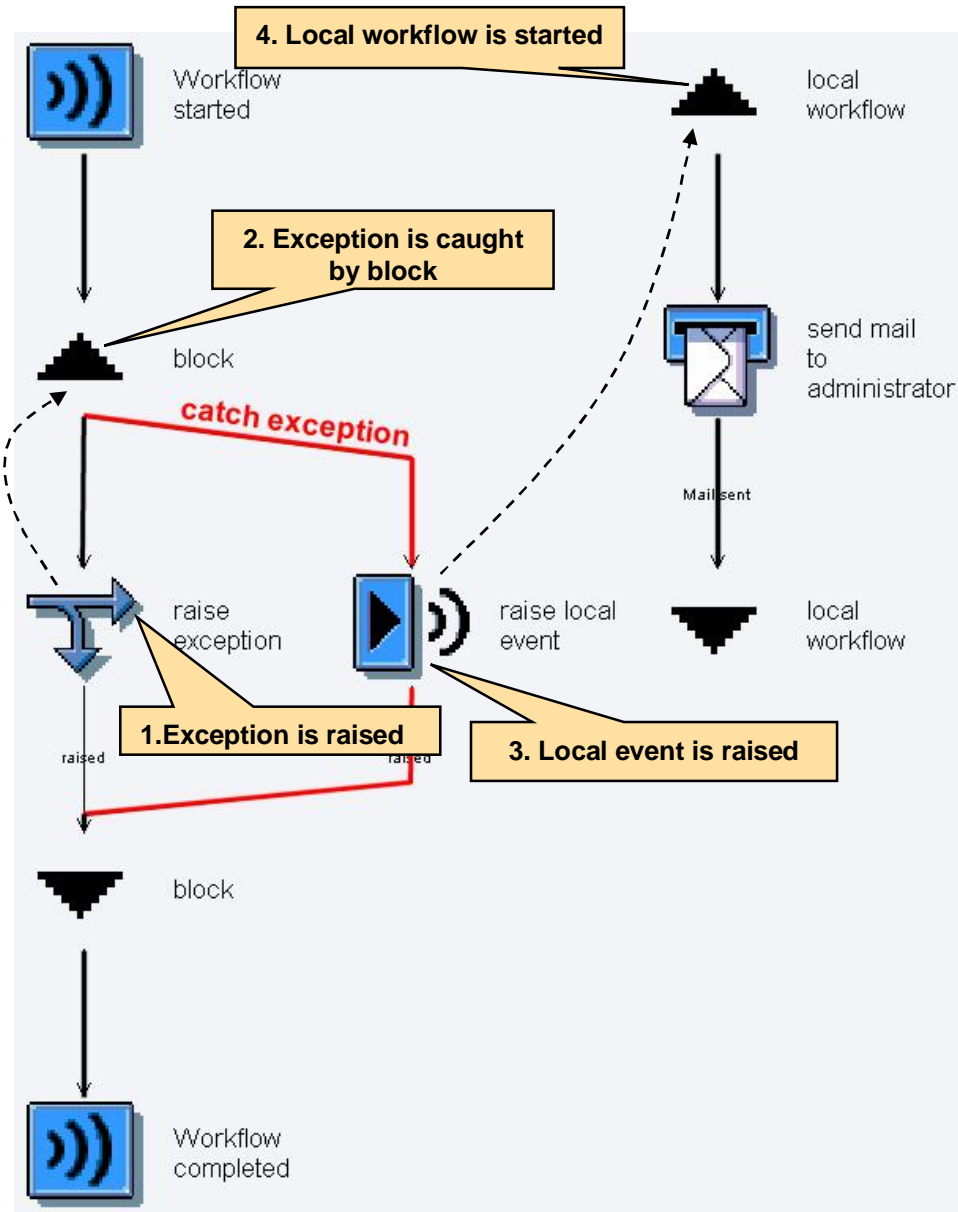 4. Local workflow is started
Workflow
started
local
workflow
2. Exception is caught
by block
send mail
to
administrator
block
catch exception
Mail sent
raise
exception
raise local
event
local
workflow
1.Exception is raised
3. Local event is raised
raised
raised
block
Workflow
completed